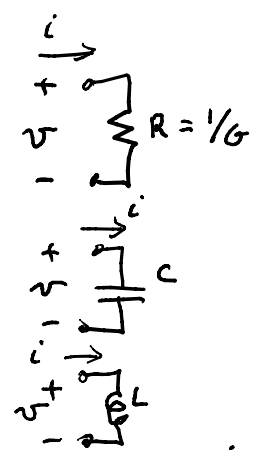 i
+
v R = 1/G
-
i
+
v C
-
i
+
v L
-